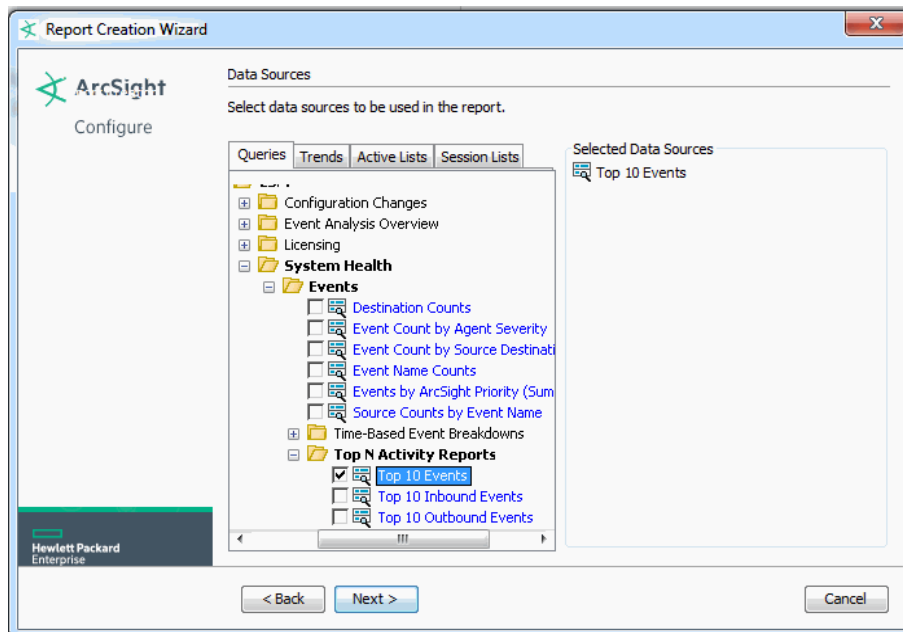 Report Creation Wizard
ArcSight
Configure
Data Sources
Select data sources to be used in the report.
Queries
Trends
Active Lists
Session Lists
Configuration Changes
Event Analysis Overview
Licensing
System Health
Events
Destination Counts
Event Count by Agent Severity
Event Count by Source Destinati
Event Name Counts
Events by ArcSight Priority (Sum
Source Counts by Event Name
Time-Based Event Breakdowns
Top N Activity Reports
Top 10 Events
Top 10 Inbound Events
Top 10 Outbound Events
Selected Data Sources
Top 10 Events
Hewlett Packard
Enterprise
< Back
Next >
Cancel